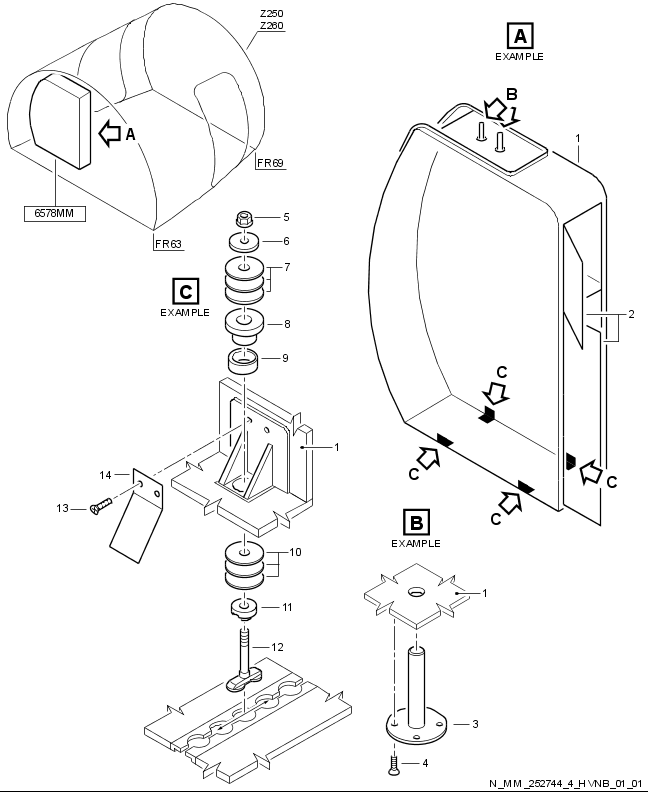 Z250
Z260
A
EXAMPLE
B
1
A
FR69
6578MM
FR63
5
6
7
C
EXAMPLE
8
9
2
C
1
14
13
C
C
C
B
EXAMPLE
10
11
1
12
3
4
N_MM_252744_4_HVNB_01_01